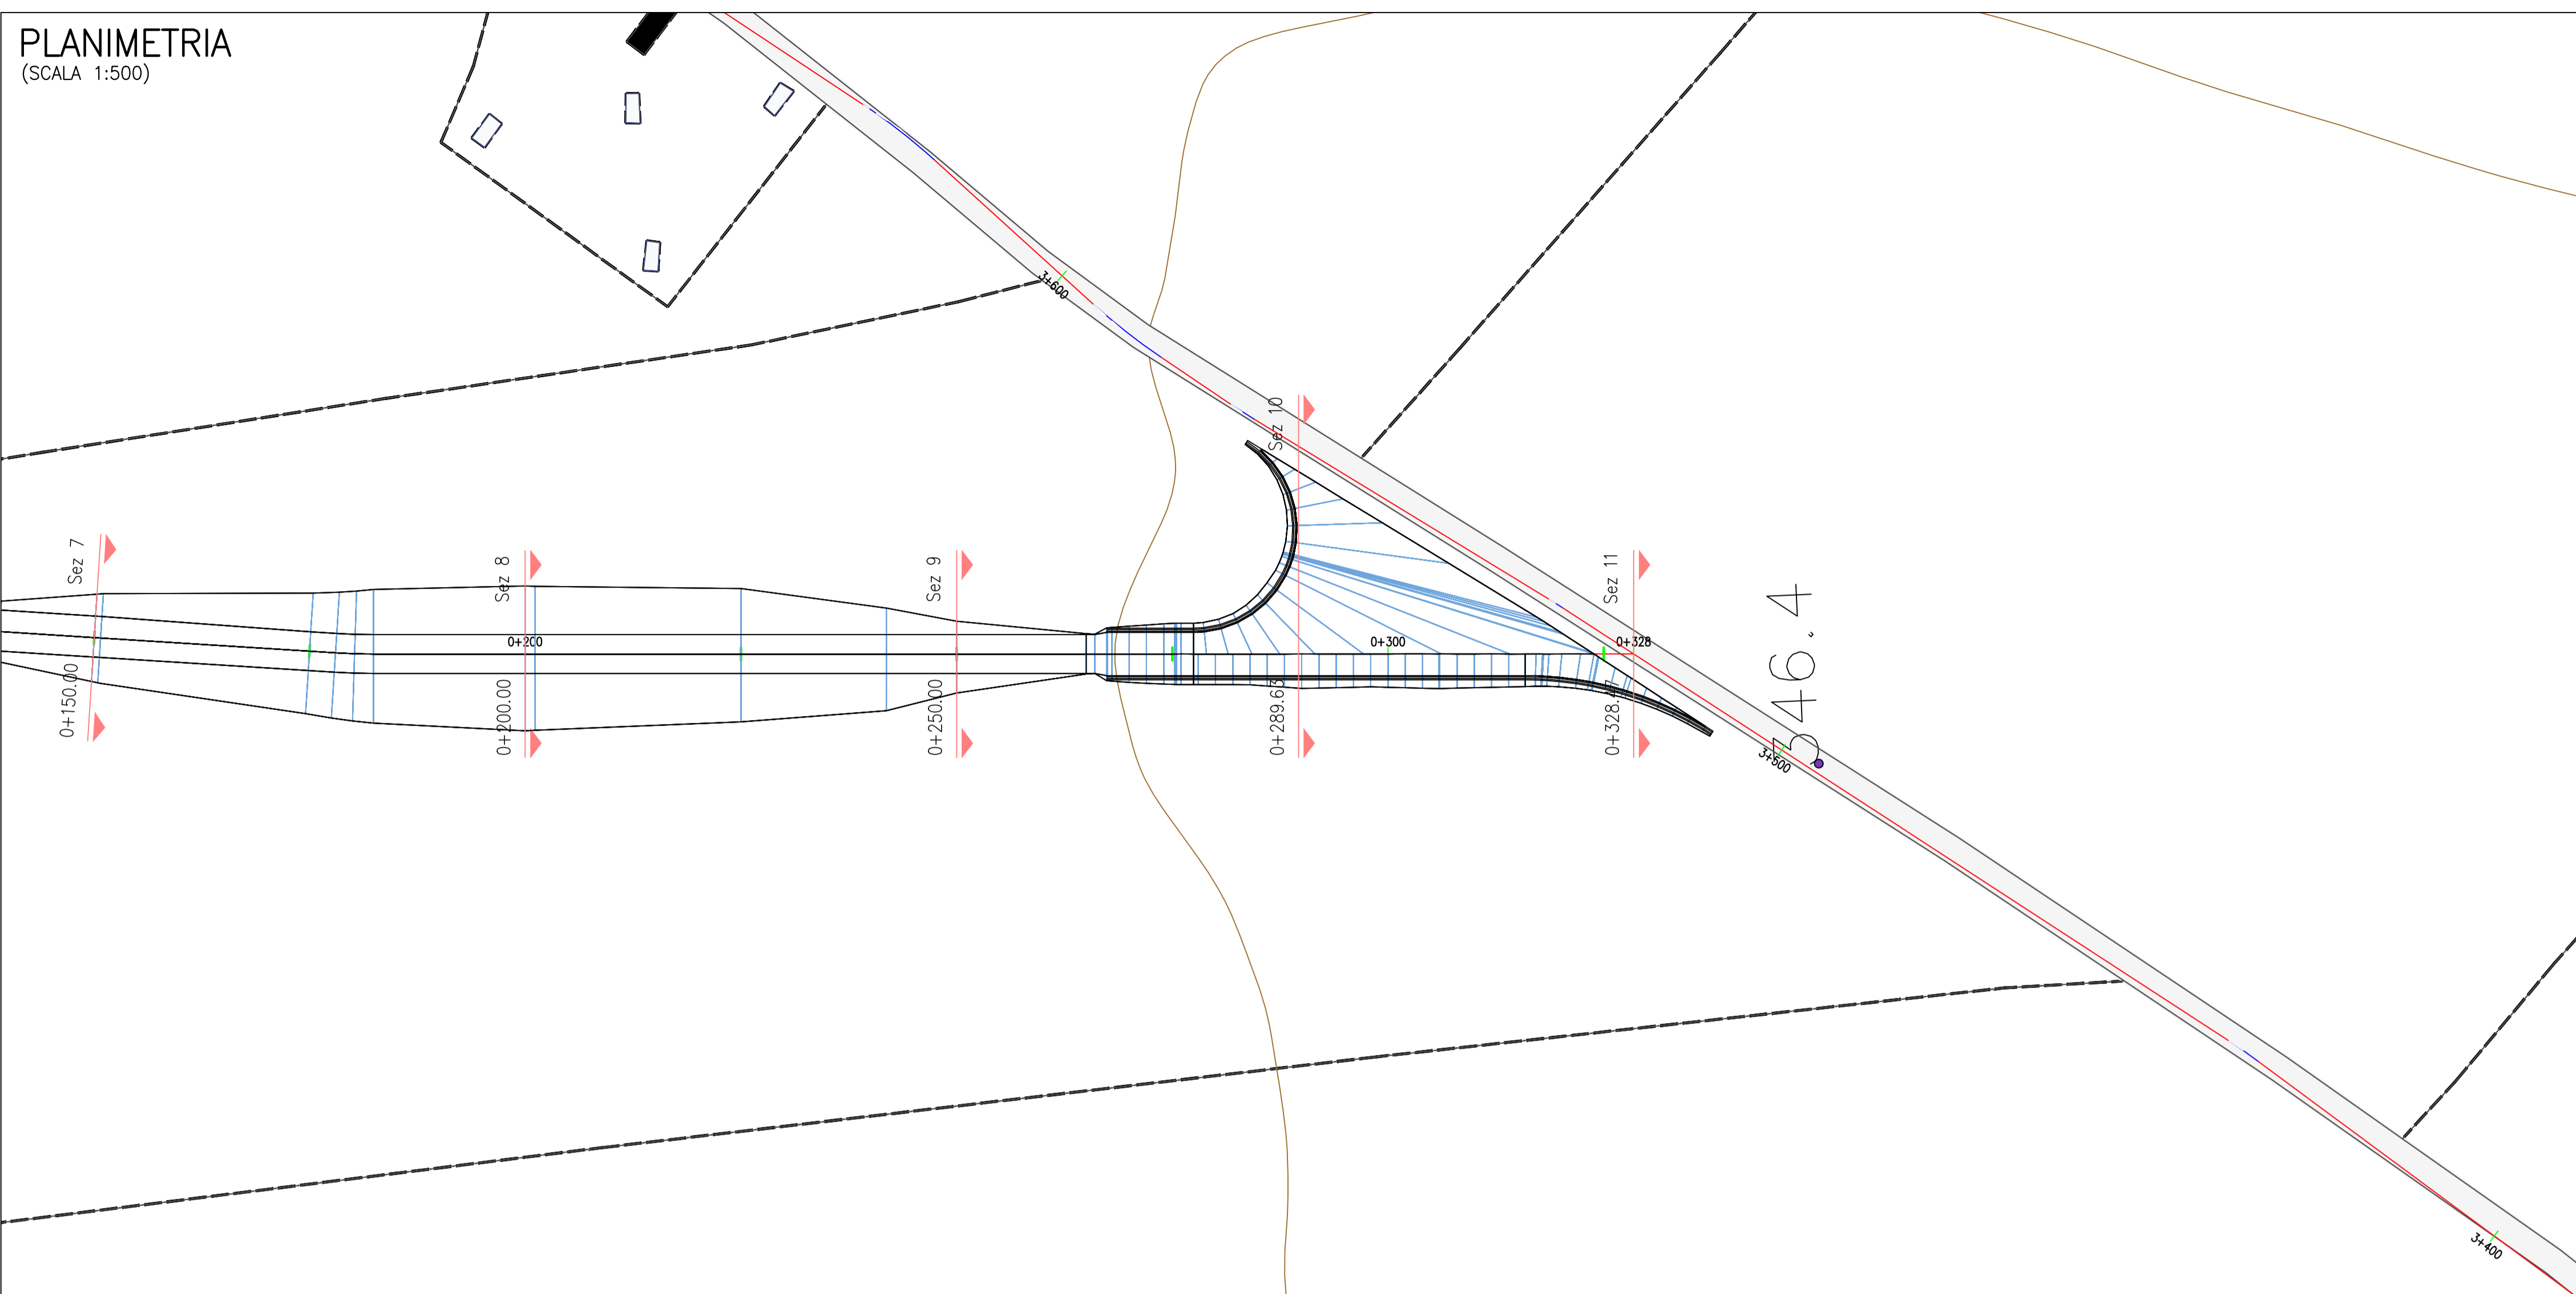 PLANIMETRIA
(SCALA 1:500)
3+600
Sez 10
Sez 7
Sez 8
Sez 9
Sez 11
346.4
0+200
0+300
0+328
0+150.00
0+200.00
0+250.00
0+289.63
3+500
3+400